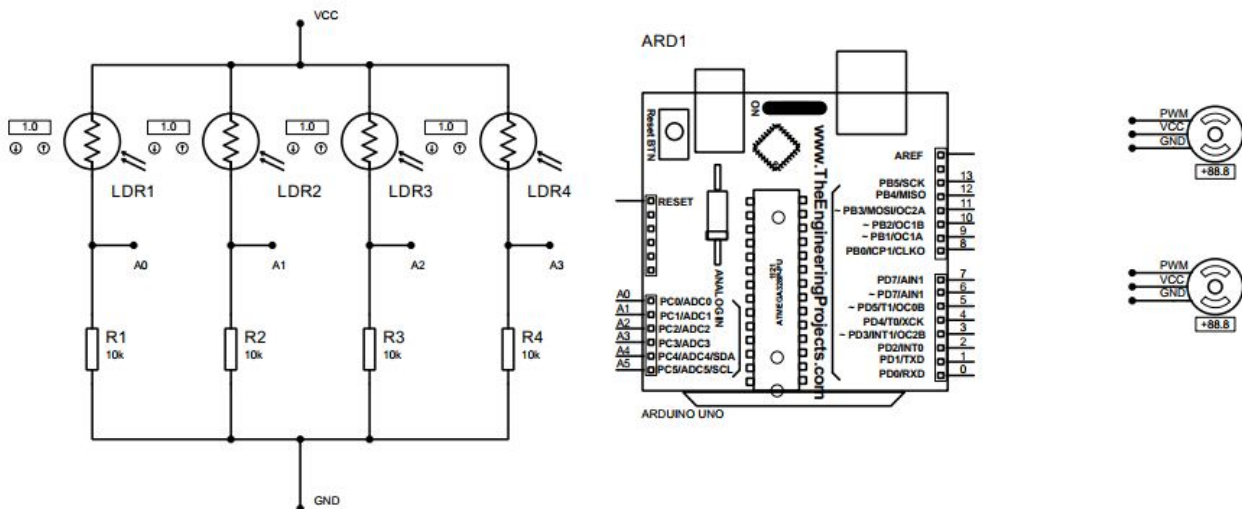 VCC
1.0
1.0
1.0
1.0
LDR1
LDR2
LDR3
LDR4
A0
A1
A2
A3
R1
10k
R2
10k
R3
10k
R4
10k
GND
ARD1
Reset BTN
ON
www.TheEngineeringProjects.com
RESET
ANALOG IN
1121
A0
PC0/ADC0
A1
PC1/ADC1
A2
PC2/ADC2
A3
PC3/ADC3
A4
PC4/ADC4/SDA
A5
PC5/ADC5/SCL
AREF
PB5/SCK 13
PB4/MISO 12
~ PB3/MOSI/OC2A 11
~ PB2/OC1B 10
~ PB1/OC1A 9
PB0/ICP1/CLKO 8
PD7/AIN1 7
~ PD7/AIN1 6
~ PD5/T1/OC0B 5
PD4/T0/XCK 4
~ PD3/INT1/OC2B 3
PD2/INT0 2
PD1/TXD 1
PD0/RXD 0
ARDUINO UNO
PWM
VCC
GND
+88.8
PWM
VCC
GND
+88.8